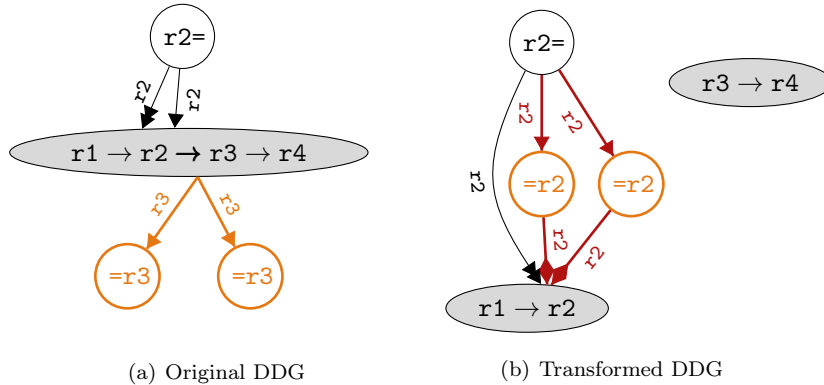 r2=
r2
r2
r1 → r2 → r3 → r4
r3
r3
=r3
=r3
(a) Original DDG
r2=
r3 → r4
r2
r2
r2
=r2
=r2
r2
r2
r1 → r2
(b) Transformed DDG